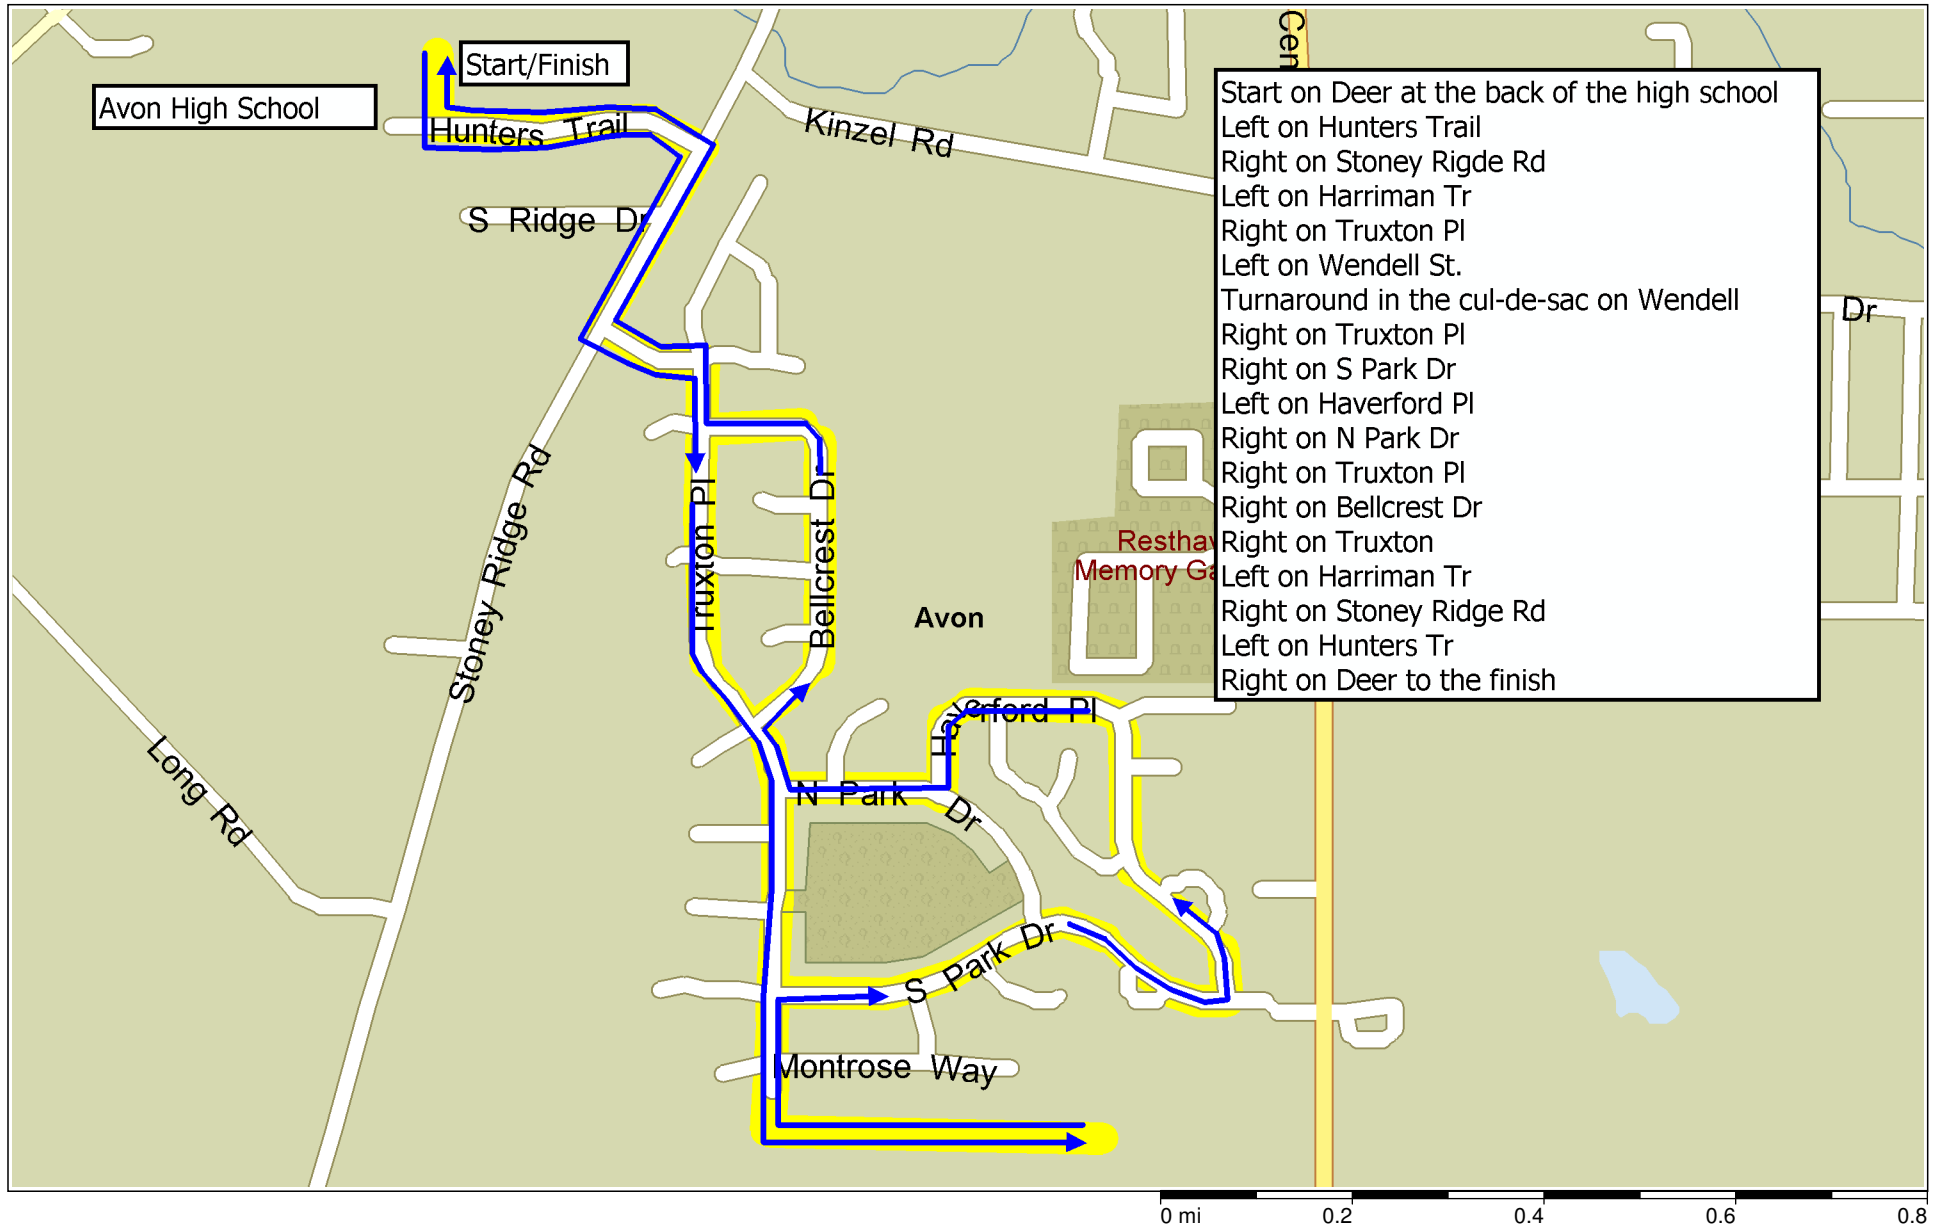 Cen
Start/Finish
Avon High School
Hunters Trail
Kinzel Rd
S Ridge Dr
Start on Deer at the back of the high school
Left on Hunters Trail
Right on Stoney Rigde Rd
Left on Harriman Tr
Right on Truxton Pl
Left on Wendell St.
Turnaround in the cul-de-sac on Wendell
Right on Truxton Pl
Right on S Park Dr
Left on Haverford Pl
Right on N Park Dr
Right on Truxton Pl
Right on Bellcrest Dr
Right on Truxton
Left on Harriman Tr
Right on Stoney Ridge Rd
Left on Hunters Tr
Right on Deer to the finish
Dr
Stoney Ridge Rd
Truxton Pl
Bellcrest Dr
Resthav
Memory Ga
Avon
Haverford Pl
Long Rd
N Park Dr
S Park Dr
Montrose Way
0 mi 0.2 0.4 0.6 0.8